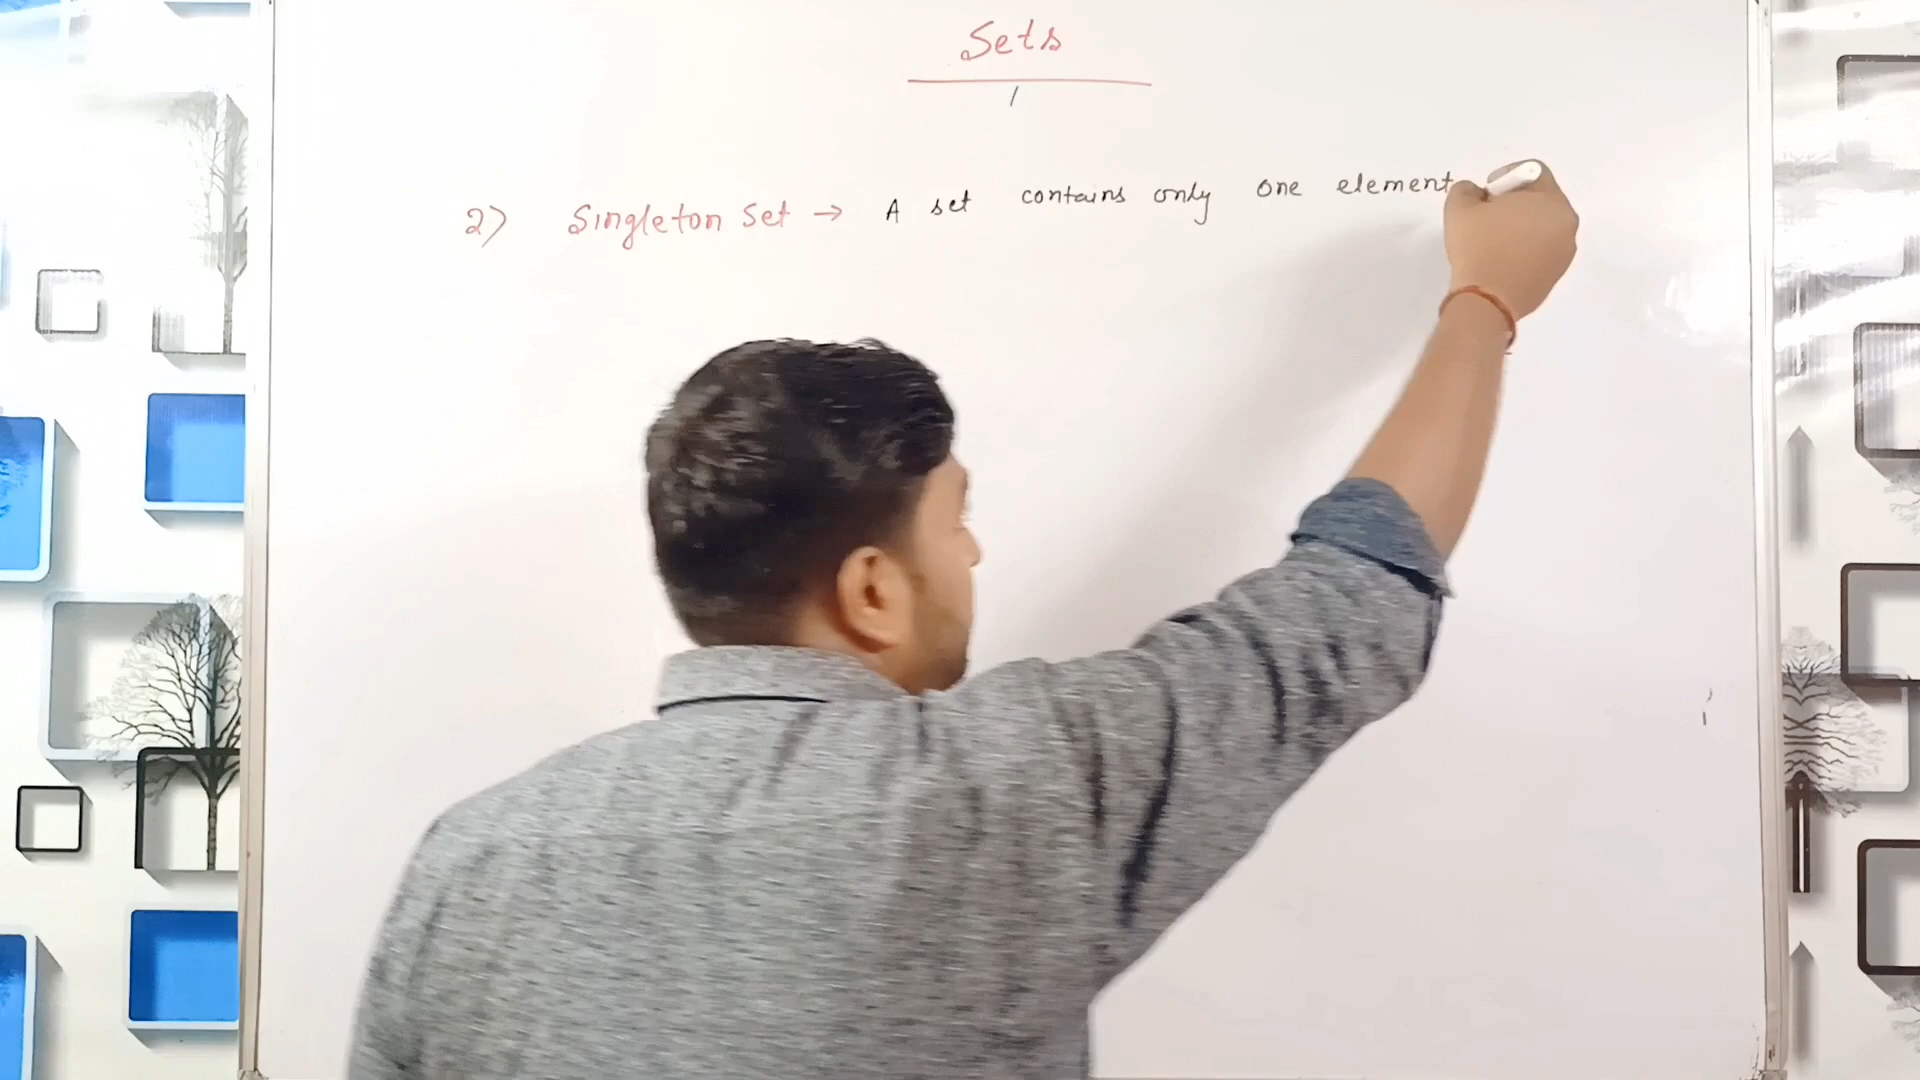 Sets
2) Singleton Set → A set contains only one element